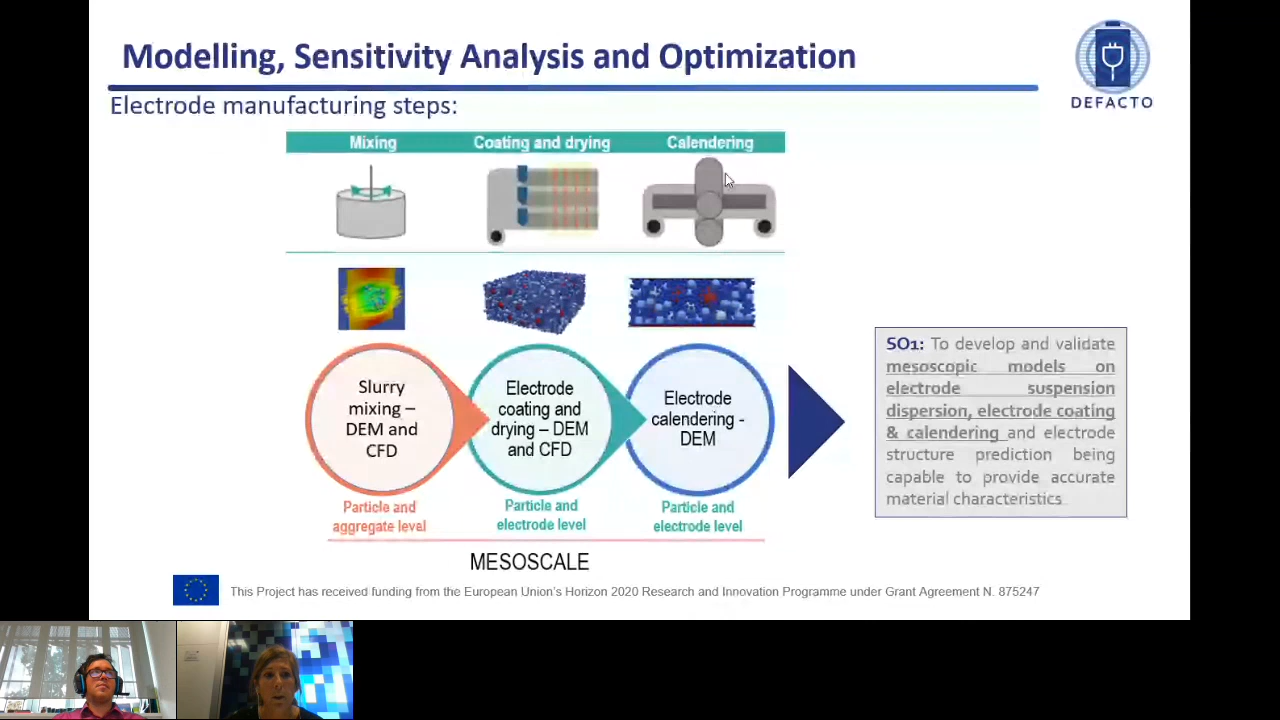 Modelling, Sensitivity Analysis and Optimization
DEFACTO
Electrode manufacturing steps:
Mixing
Coating and drying
Calendering
Slurry
mixing –
DEM and
CFD
Electrode
coating and
drying – DEM
and CFD
Electrode
calendering -
DEM
SO1: To develop and validate
mesoscopic models on
electrode suspension
dispersion, electrode coating
& calendering and electrode
structure prediction being
capable to provide accurate
material characteristics.
Particle and
aggregate level
Particle and
electrode level
Particle and
electrode level
MESOSCALE
This Project has received funding from the European Union's Horizon 2020 Research and Innovation Programme under Grant Agreement N. 875247